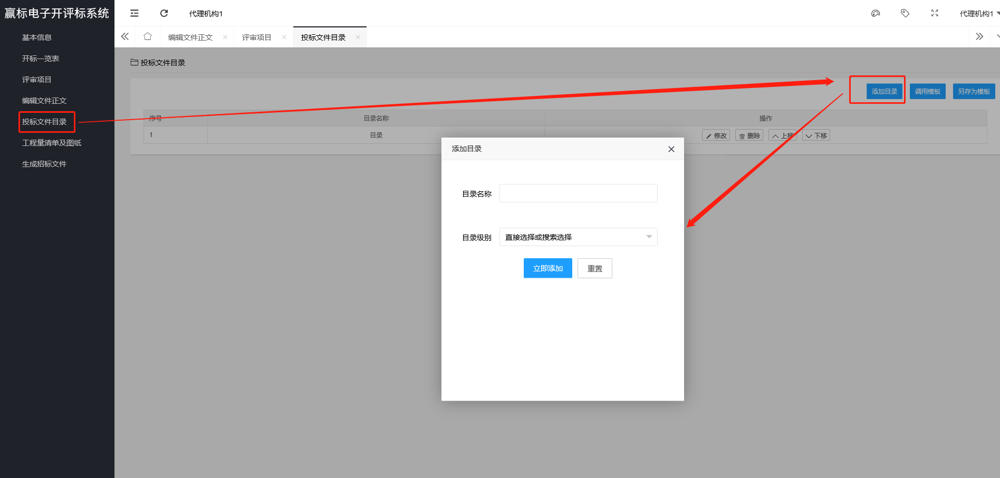 赢标电子开评标系统
代理机构1
代理机构1
基本信息
开标一览表
评审项目
编辑文件正文
投标文件目录
工程量清单及图纸
生成招标文件
编辑文件正文
评审项目
投标文件目录
投标文件目录
添加目录
调用模板
另存为模板
序号
目录名称
操作
1
目录
修改
删除
上移
下移
添加目录
目录名称
目录级别
直接选择或搜索选择
立即添加
重置